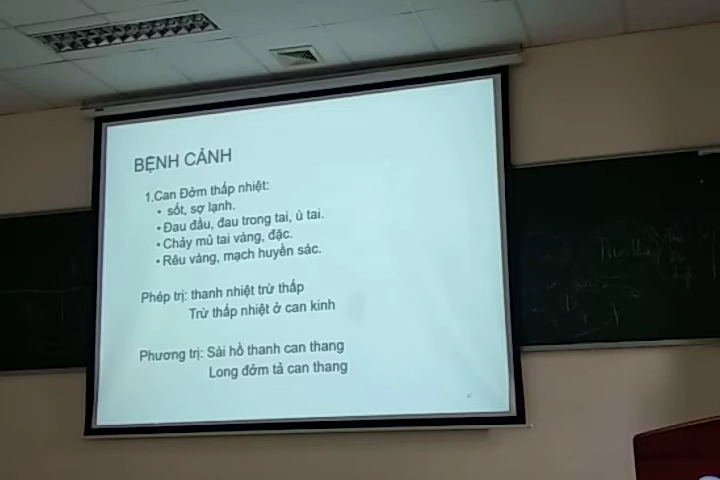 BỆNH CẢNH
1.Can Đởm thấp nhiệt:
• sốt, sợ lạnh.
• Đau đầu, đau trong tai, ù tai.
• Chảy mủ tai vàng, đặc.
• Rêu vàng, mạch huyền sác.
Phép trị: thanh nhiệt trừ thấp
Trừ thấp nhiệt ở can kinh
Phương trị: Sài hồ thanh can thang
Long đởm tả can thang